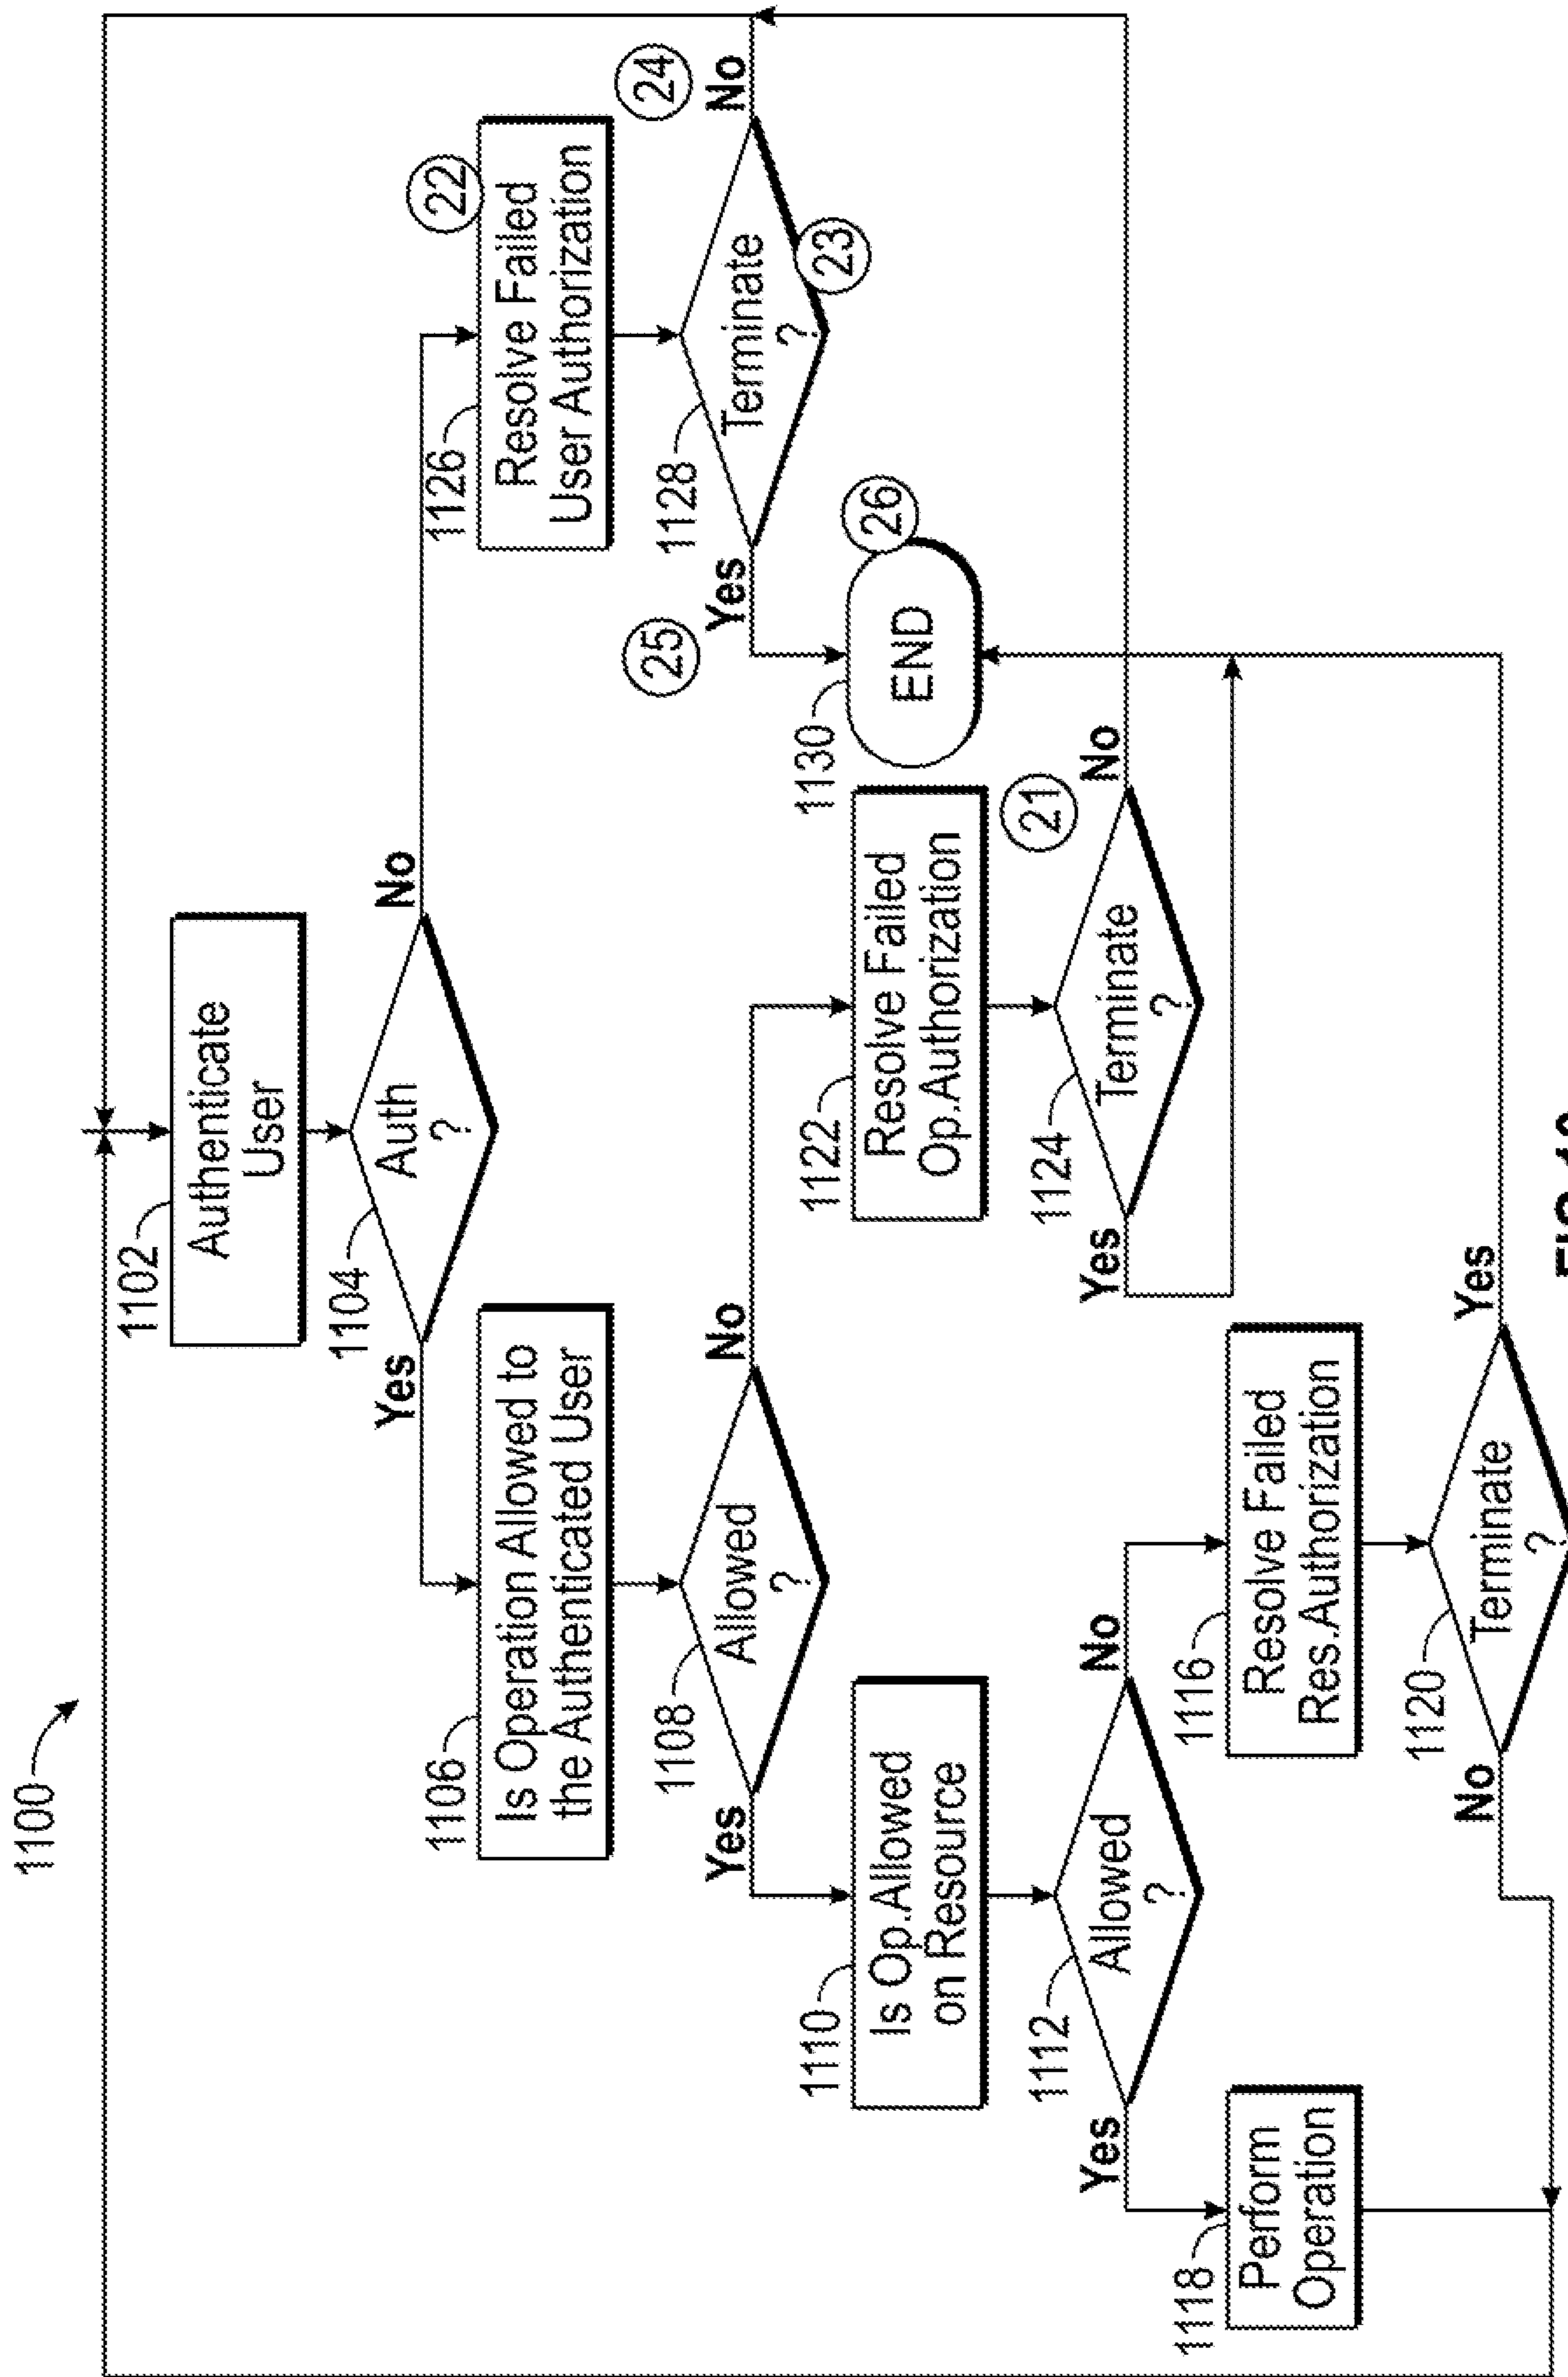 1100
1102
Authenticate
User
1104
Auth
?
Yes
No
1106
Is Operation Allowed to
the Authenticated User
1126
Resolve Failed
User Authorization
22
1108
Allowed
?
Yes
No
1128
Terminate
?
Yes
No
23
24
25
1110
Is Op.Allowed
on Resource
1122
Resolve Failed
Op.Authorization
1130
END
26
1112
Allowed
?
Yes
No
1124
Terminate
?
Yes
No
21
1118
Perform
Operation
1116
Resolve Failed
Res.Authorization
1120
Terminate
?
No
Yes